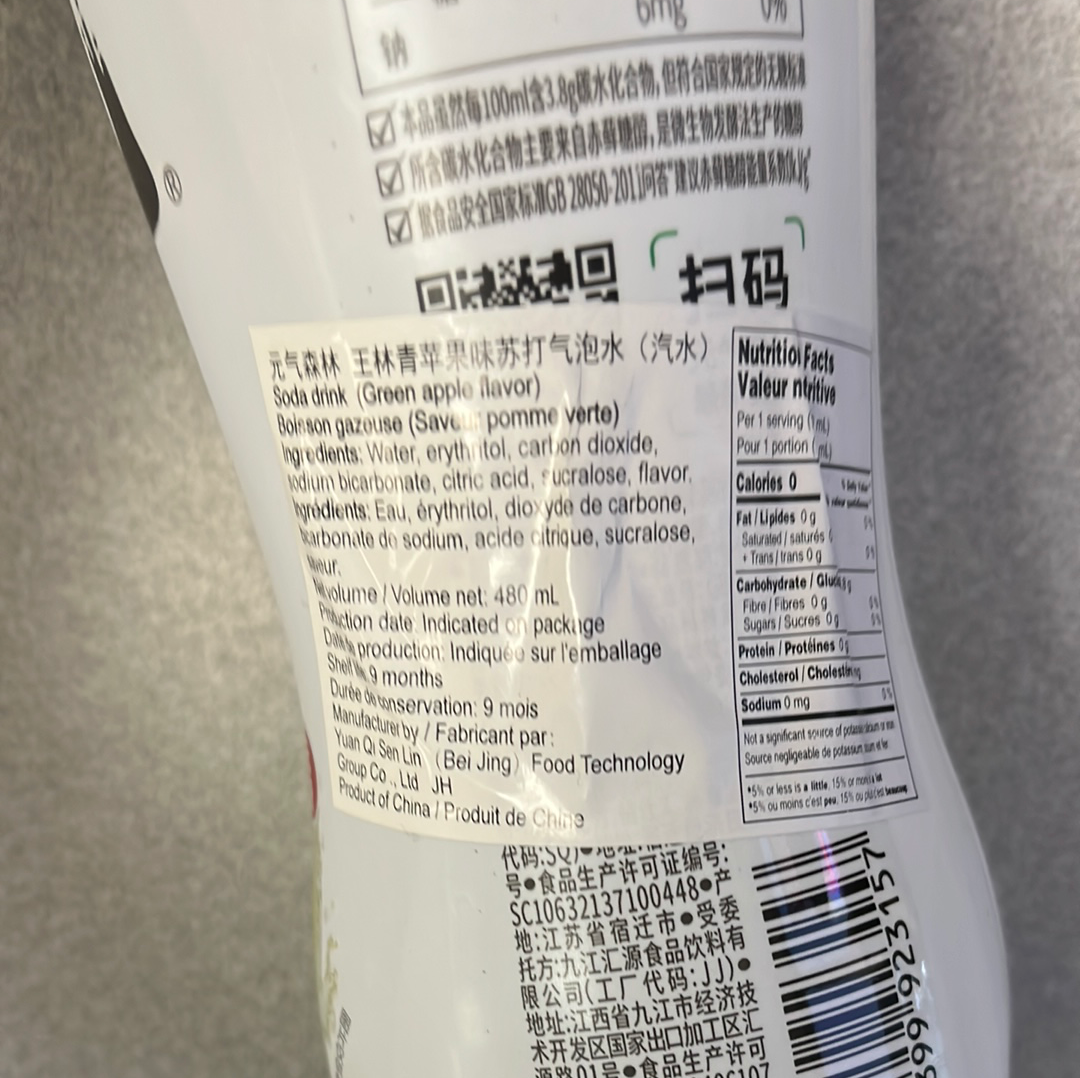 6mg 0%
钠
本品虽然每100ml含3.8g碳水化合物,但符合国家规定的无糖标准
所含碳水化合物主要来自赤藓糖醇,是微生物发酵法生产的糖醇
据食品安全国家标准GB 28050-2011问答"建议赤藓糖醇能量系数
®
扫码
元气森林 王林青苹果味苏打气泡水（汽水）
Soda drink (Green apple flavor)
Boisson gazeuse (Saveur pomme verte)
Ingredients: Water, erythritol, carbon dioxide,
sodium bicarbonate, citric acid, sucralose, flavor.
Ingrédients: Eau, érythritol, dioxyde de carbone,
carbonate de sodium, acide citrique, sucralose,
volume / Volume net: 480 mL
Production date: Indicated on package
Date production: Indiquée sur l'emballage
Shelf 9 months
Durée de conservation: 9 mois
Manufacturer by / Fabricant par:
Yuan Qi Sen Lin (Bei Jing) Food Technology
Group Co., Ltd JH
Product of China / Produit de Chine
Nutrition Facts
Valeur nutritive
Per 1 serving ( mL)
Pour 1 portion ( mL)
Calories 0
% Daily Value*
Fat / Lipides 0 g 0%
Saturated / saturés
+ Trans / trans 0 g 0%
Carbohydrate / Glucides
Fibre / Fibres 0 g 0%
Sugars / Sucres 0 g 0%
Protein / Protéines 0
Cholesterol / Cholestérol
Sodium 0 mg 0%
Not a significant source of potassium
Source negligeable de potassium
*5% or less is a little, 15% or more is a lot
*5% ou moins c'est peu, 15% ou plus c'est beaucoup
代码:SQ)●地址:
号●食品生产许可证编号:
SC10632137100448●产
地:江苏省宿迁市●受委
托方:九江汇源食品饮料有
限公司(工厂代码:JJ)●
地址:江西省九江市经济技
术开发区国家出口加工区汇
源路01号●食品生产许可
899 923157